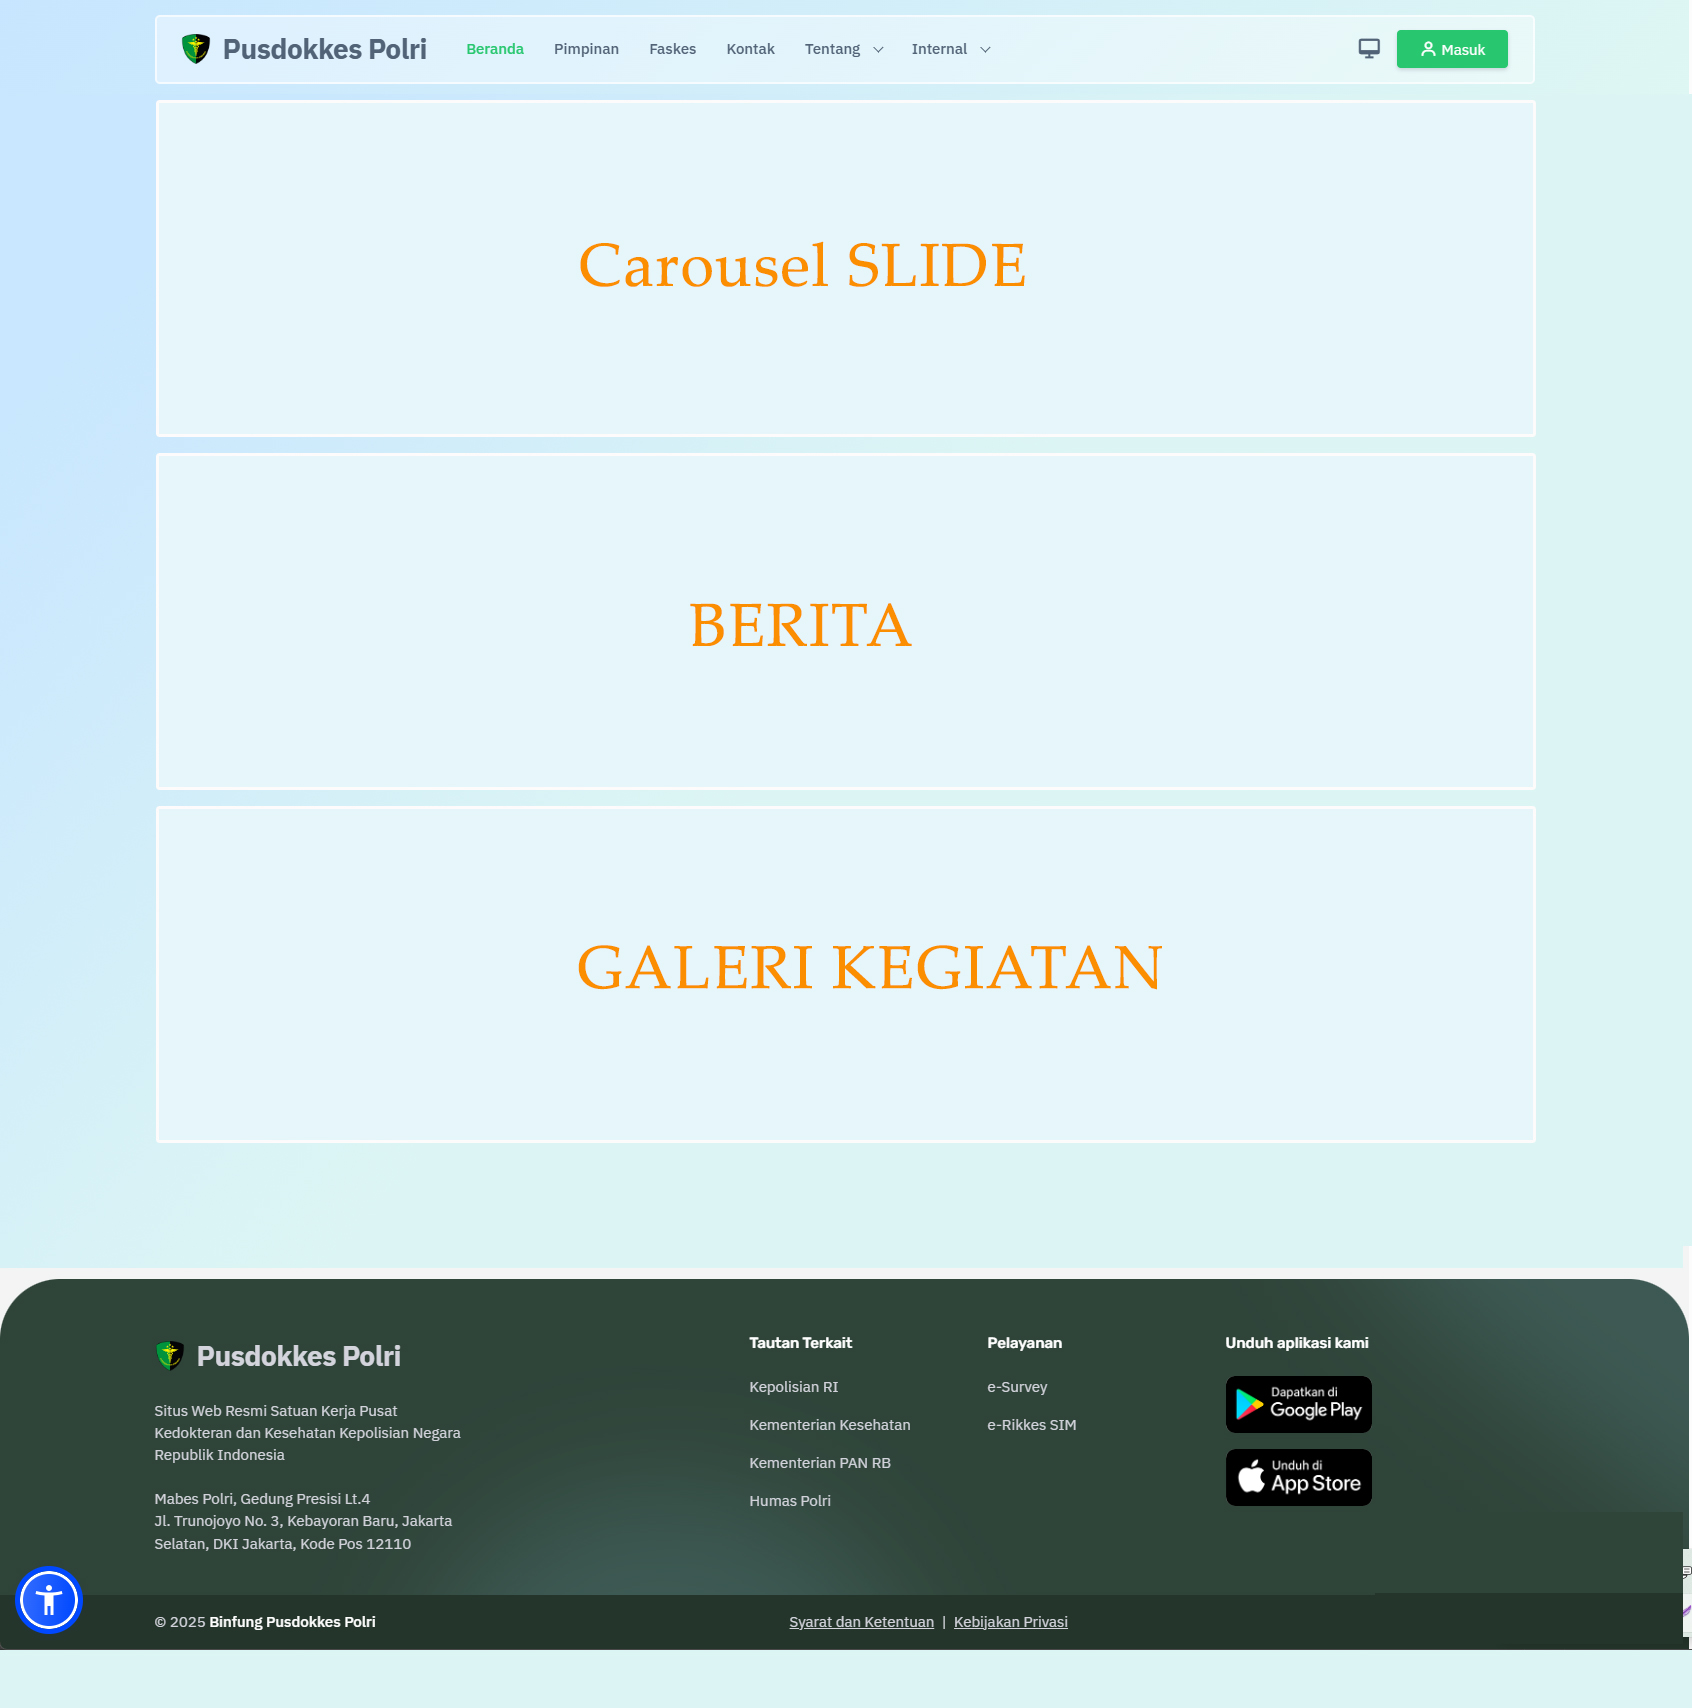 Pusdokkes Polri
Beranda
Pimpinan
Faskes
Kontak
Tentang
Internal
Masuk
Carousel SLIDE
BERITA
GALERI KEGIATAN
Pusdokkes Polri
Situs Web Resmi Satuan Kerja Pusat
Kedokteran dan Kesehatan Kepolisian Negara
Republik Indonesia
Mabes Polri, Gedung Presisi Lt.4
Jl. Trunojoyo No. 3, Kebayoran Baru, Jakarta
Selatan, DKI Jakarta, Kode Pos 12110
Tautan Terkait
Kepolisian RI
Kementerian Kesehatan
Kementerian PAN RB
Humas Polri
Pelayanan
e-Survey
e-Rikkes SIM
Unduh aplikasi kami
Dapatkan di
Google Play
Unduh di
App Store
© 2025 Binfung Pusdokkes Polri
Syarat dan Ketentuan | Kebijakan Privasi